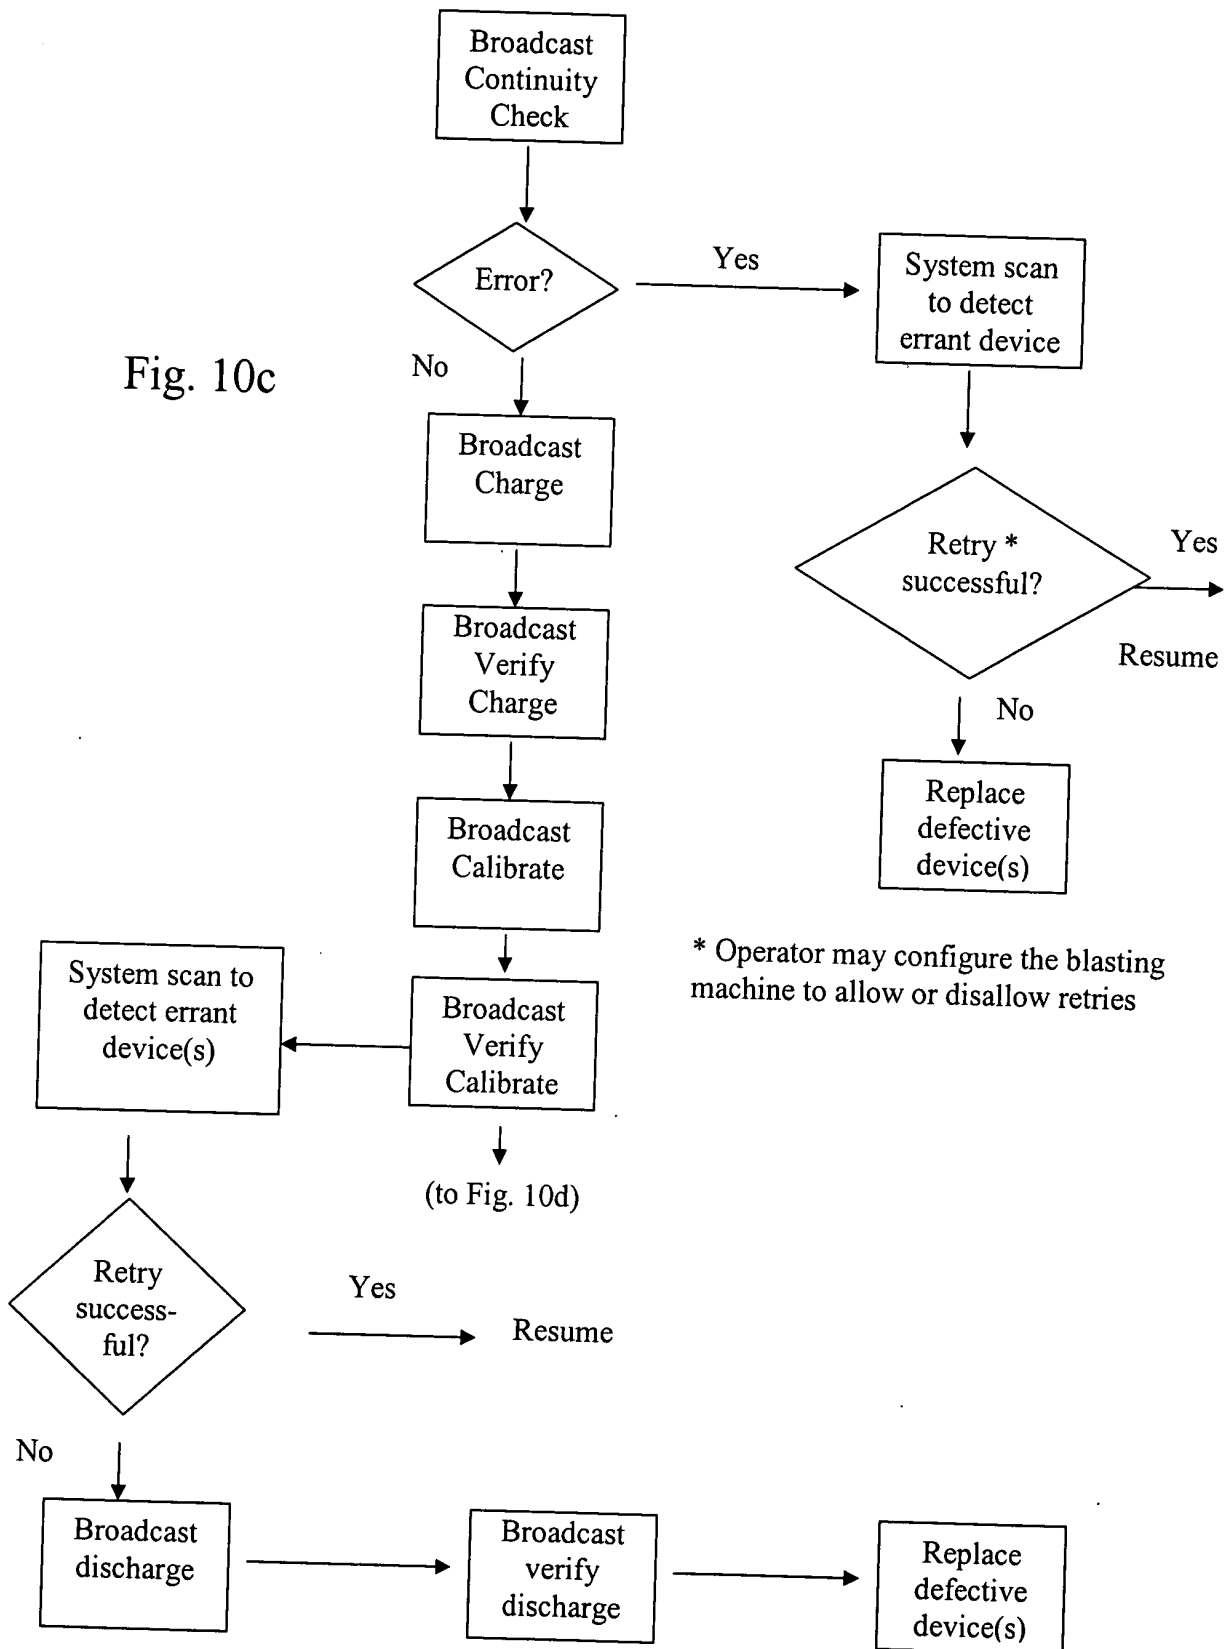 Broadcast
Continuity
Check
Error?
Yes
System scan
to detect
errant device
Fig. 10c
No
Broadcast
Charge
Retry *
successful?
Yes
Resume
No
Broadcast
Verify
Charge
Replace
defective
device(s)
Broadcast
Calibrate
* Operator may configure the blasting
machine to allow or disallow retries
System scan to
detect errant
device(s)
Broadcast
Verify
Calibrate
(to Fig. 10d)
Retry
success-
ful?
Yes
Resume
No
Broadcast
discharge
Broadcast
verify
discharge
Replace
defective
device(s)